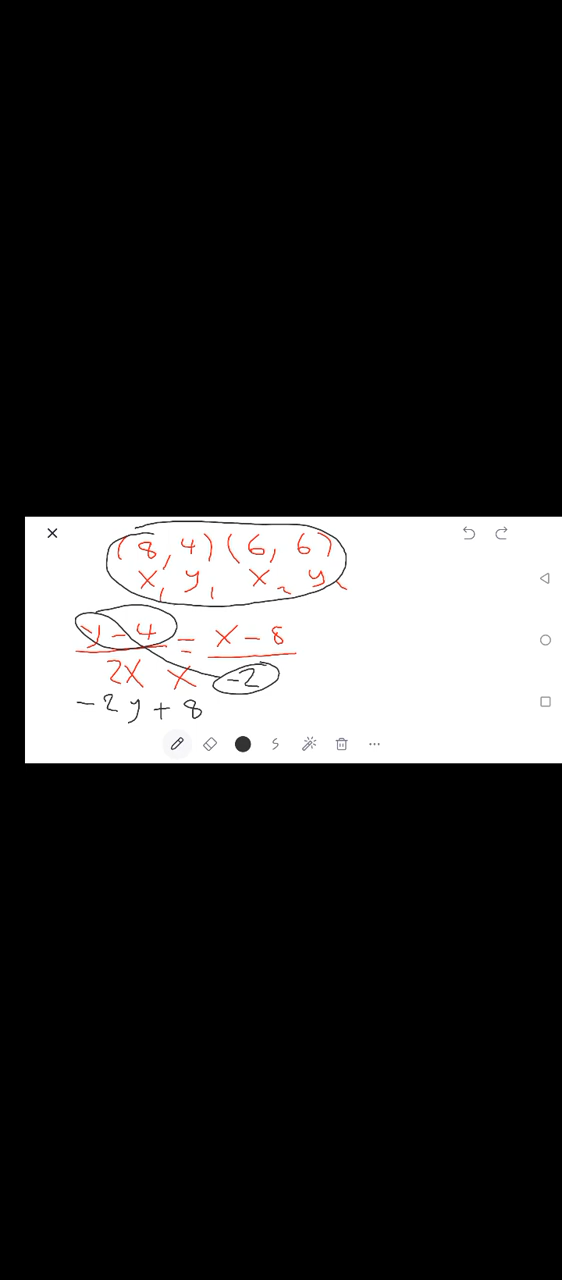 (8, 4) (6, 6)
x₁ y₁ x₂ y₂
y - 4 = x - 8
2X X -2
- 2y + 8